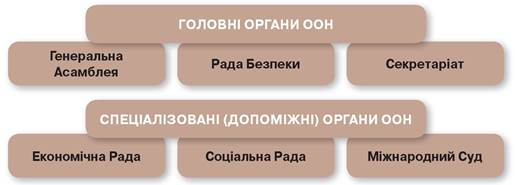 ГОЛОВНІ ОРГАНИ ООН
Генеральна
Асамблея
Рада Безпеки
Секретаріат
СПЕЦІАЛІЗОВАНІ (ДОПОМІЖНІ) ОРГАНИ ООН
Економічна Рада
Соціальна Рада
Міжнародний Суд